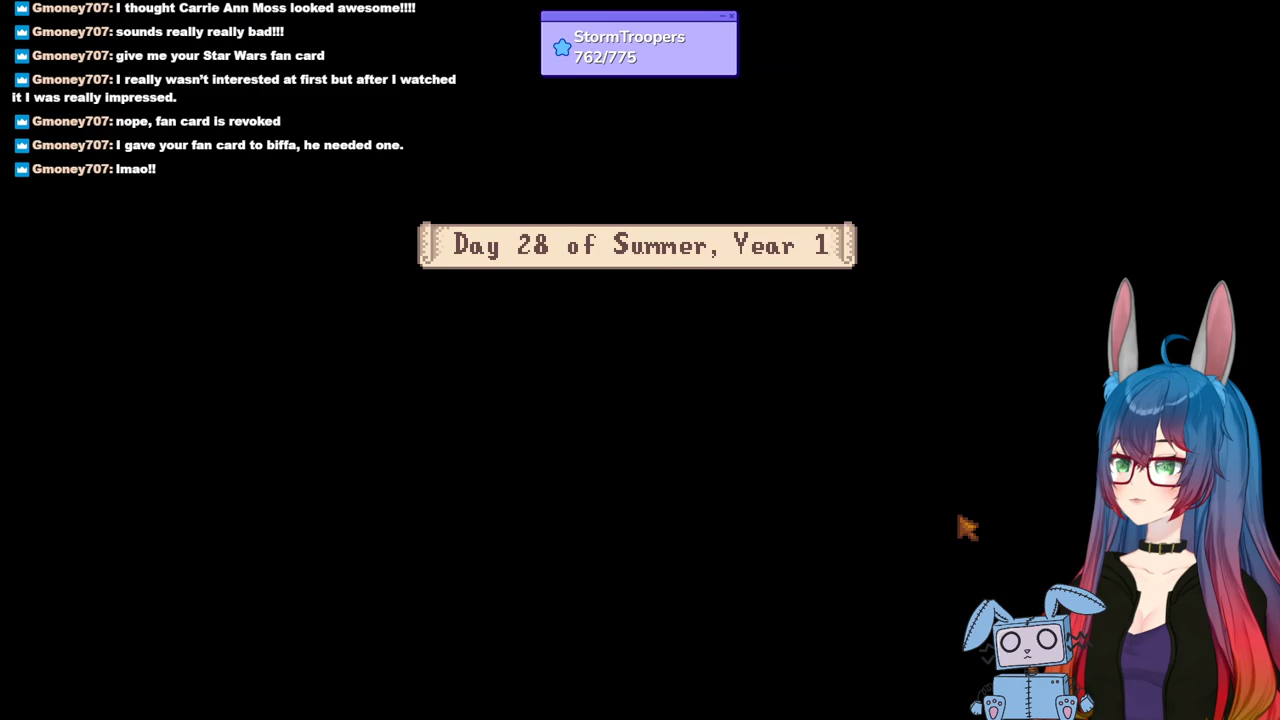 Gmoney707: I thought Carrie Ann Moss looked awesome!!!!
Gmoney707: sounds really really bad!!!
Gmoney707: give me your Star Wars fan card
Gmoney707: I really wasn't interested at first but after I watched
it I was really impressed.
Gmoney707: nope, fan card is revoked
Gmoney707: I gave your fan card to biffa, he needed one.
Gmoney707: lmao!!
StormTroopers
762/775
Day 28 of Summer, Year 1